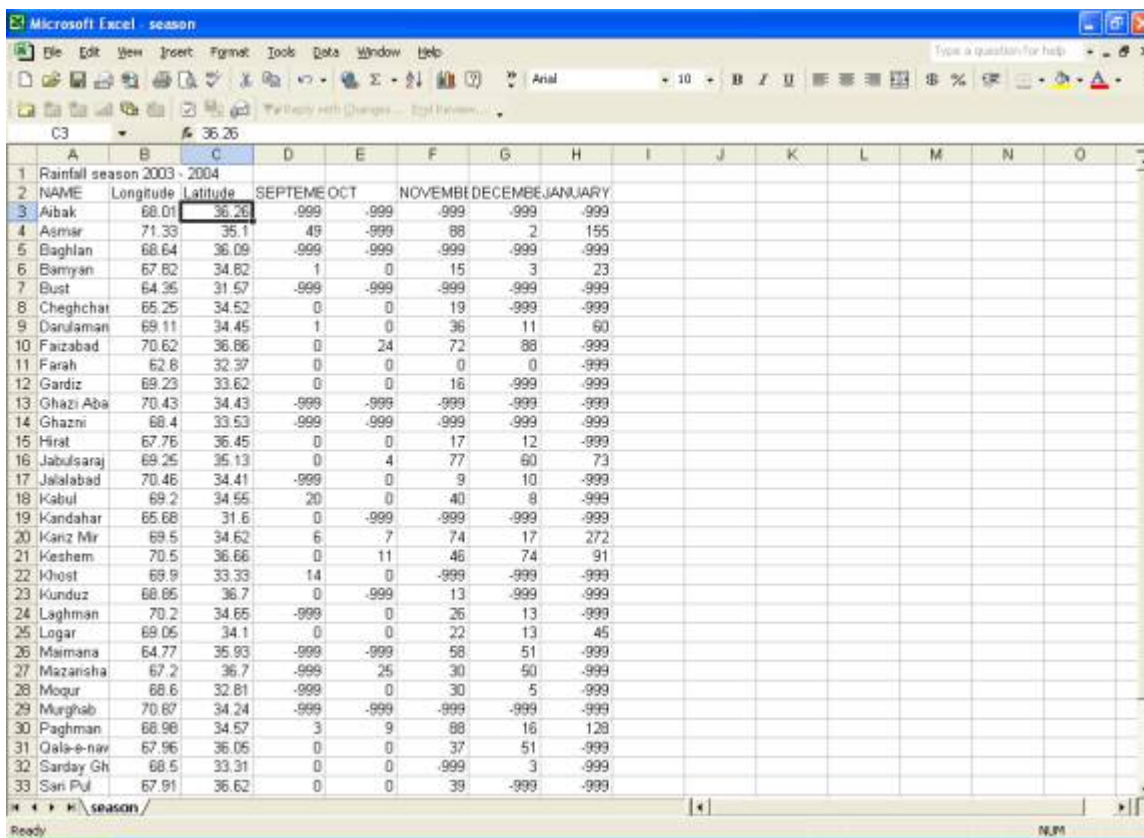 Microsoft Excel - season
File Edit View Insert Format Tools Data Window Help Type a question for help
Arial 10 B I U $ %
Reply with Changes... End Review...
C3 fx 36.26
A B C D E F G H I J K L M N O
1 Rainfall season 2003 - 2004
2 NAME Longitude Latitude SEPTEME OCT NOVEMBE DECEMBE JANUARY
3 Aibak 68.01 36.26 -999 -999 -999 -999 -999
4 Asmar 71.33 35.1 49 -999 88 2 155
5 Baghlan 68.64 36.09 -999 -999 -999 -999 -999
6 Bamyan 67.82 34.82 1 0 15 3 23
7 Bust 64.35 31.57 -999 -999 -999 -999 -999
8 Cheghchar 65.25 34.52 0 0 19 -999 -999
9 Darulaman 69.11 34.45 1 0 36 11 60
10 Faizabad 70.62 36.86 0 24 72 88 -999
11 Farah 62.8 32.37 0 0 0 0 -999
12 Gardiz 69.23 33.62 0 0 16 -999 -999
13 Ghazi Aba 70.43 34.43 -999 -999 -999 -999 -999
14 Ghazni 68.4 33.53 -999 -999 -999 -999 -999
15 Hirat 67.76 36.45 0 0 17 12 -999
16 Jabulsaraj 69.25 35.13 0 4 77 60 73
17 Jalalabad 70.46 34.41 -999 0 9 10 -999
18 Kabul 69.2 34.55 20 0 40 8 -999
19 Kandahar 65.68 31.6 0 -999 -999 -999 -999
20 Kariz Mir 69.5 34.62 6 7 74 17 272
21 Keshem 70.5 36.66 0 11 46 74 91
22 Khost 69.9 33.33 14 0 -999 -999 -999
23 Kunduz 68.85 36.7 0 -999 13 -999 -999
24 Laghman 70.2 34.65 -999 0 26 13 -999
25 Logar 69.05 34.1 0 0 22 13 45
26 Maimana 64.77 35.93 -999 -999 58 51 -999
27 Mazarisha 67.2 36.7 -999 25 30 50 -999
28 Moqur 68.6 32.81 -999 0 30 5 -999
29 Murghab 70.87 34.24 -999 -999 -999 -999 -999
30 Paghman 68.98 34.57 3 9 88 16 128
31 Qala-e-nav 67.96 36.05 0 0 37 51 -999
32 Sarday Gh 68.5 33.31 0 0 -999 3 -999
33 Sari Pul 67.91 36.62 0 0 39 -999 -999
season
Ready NUM